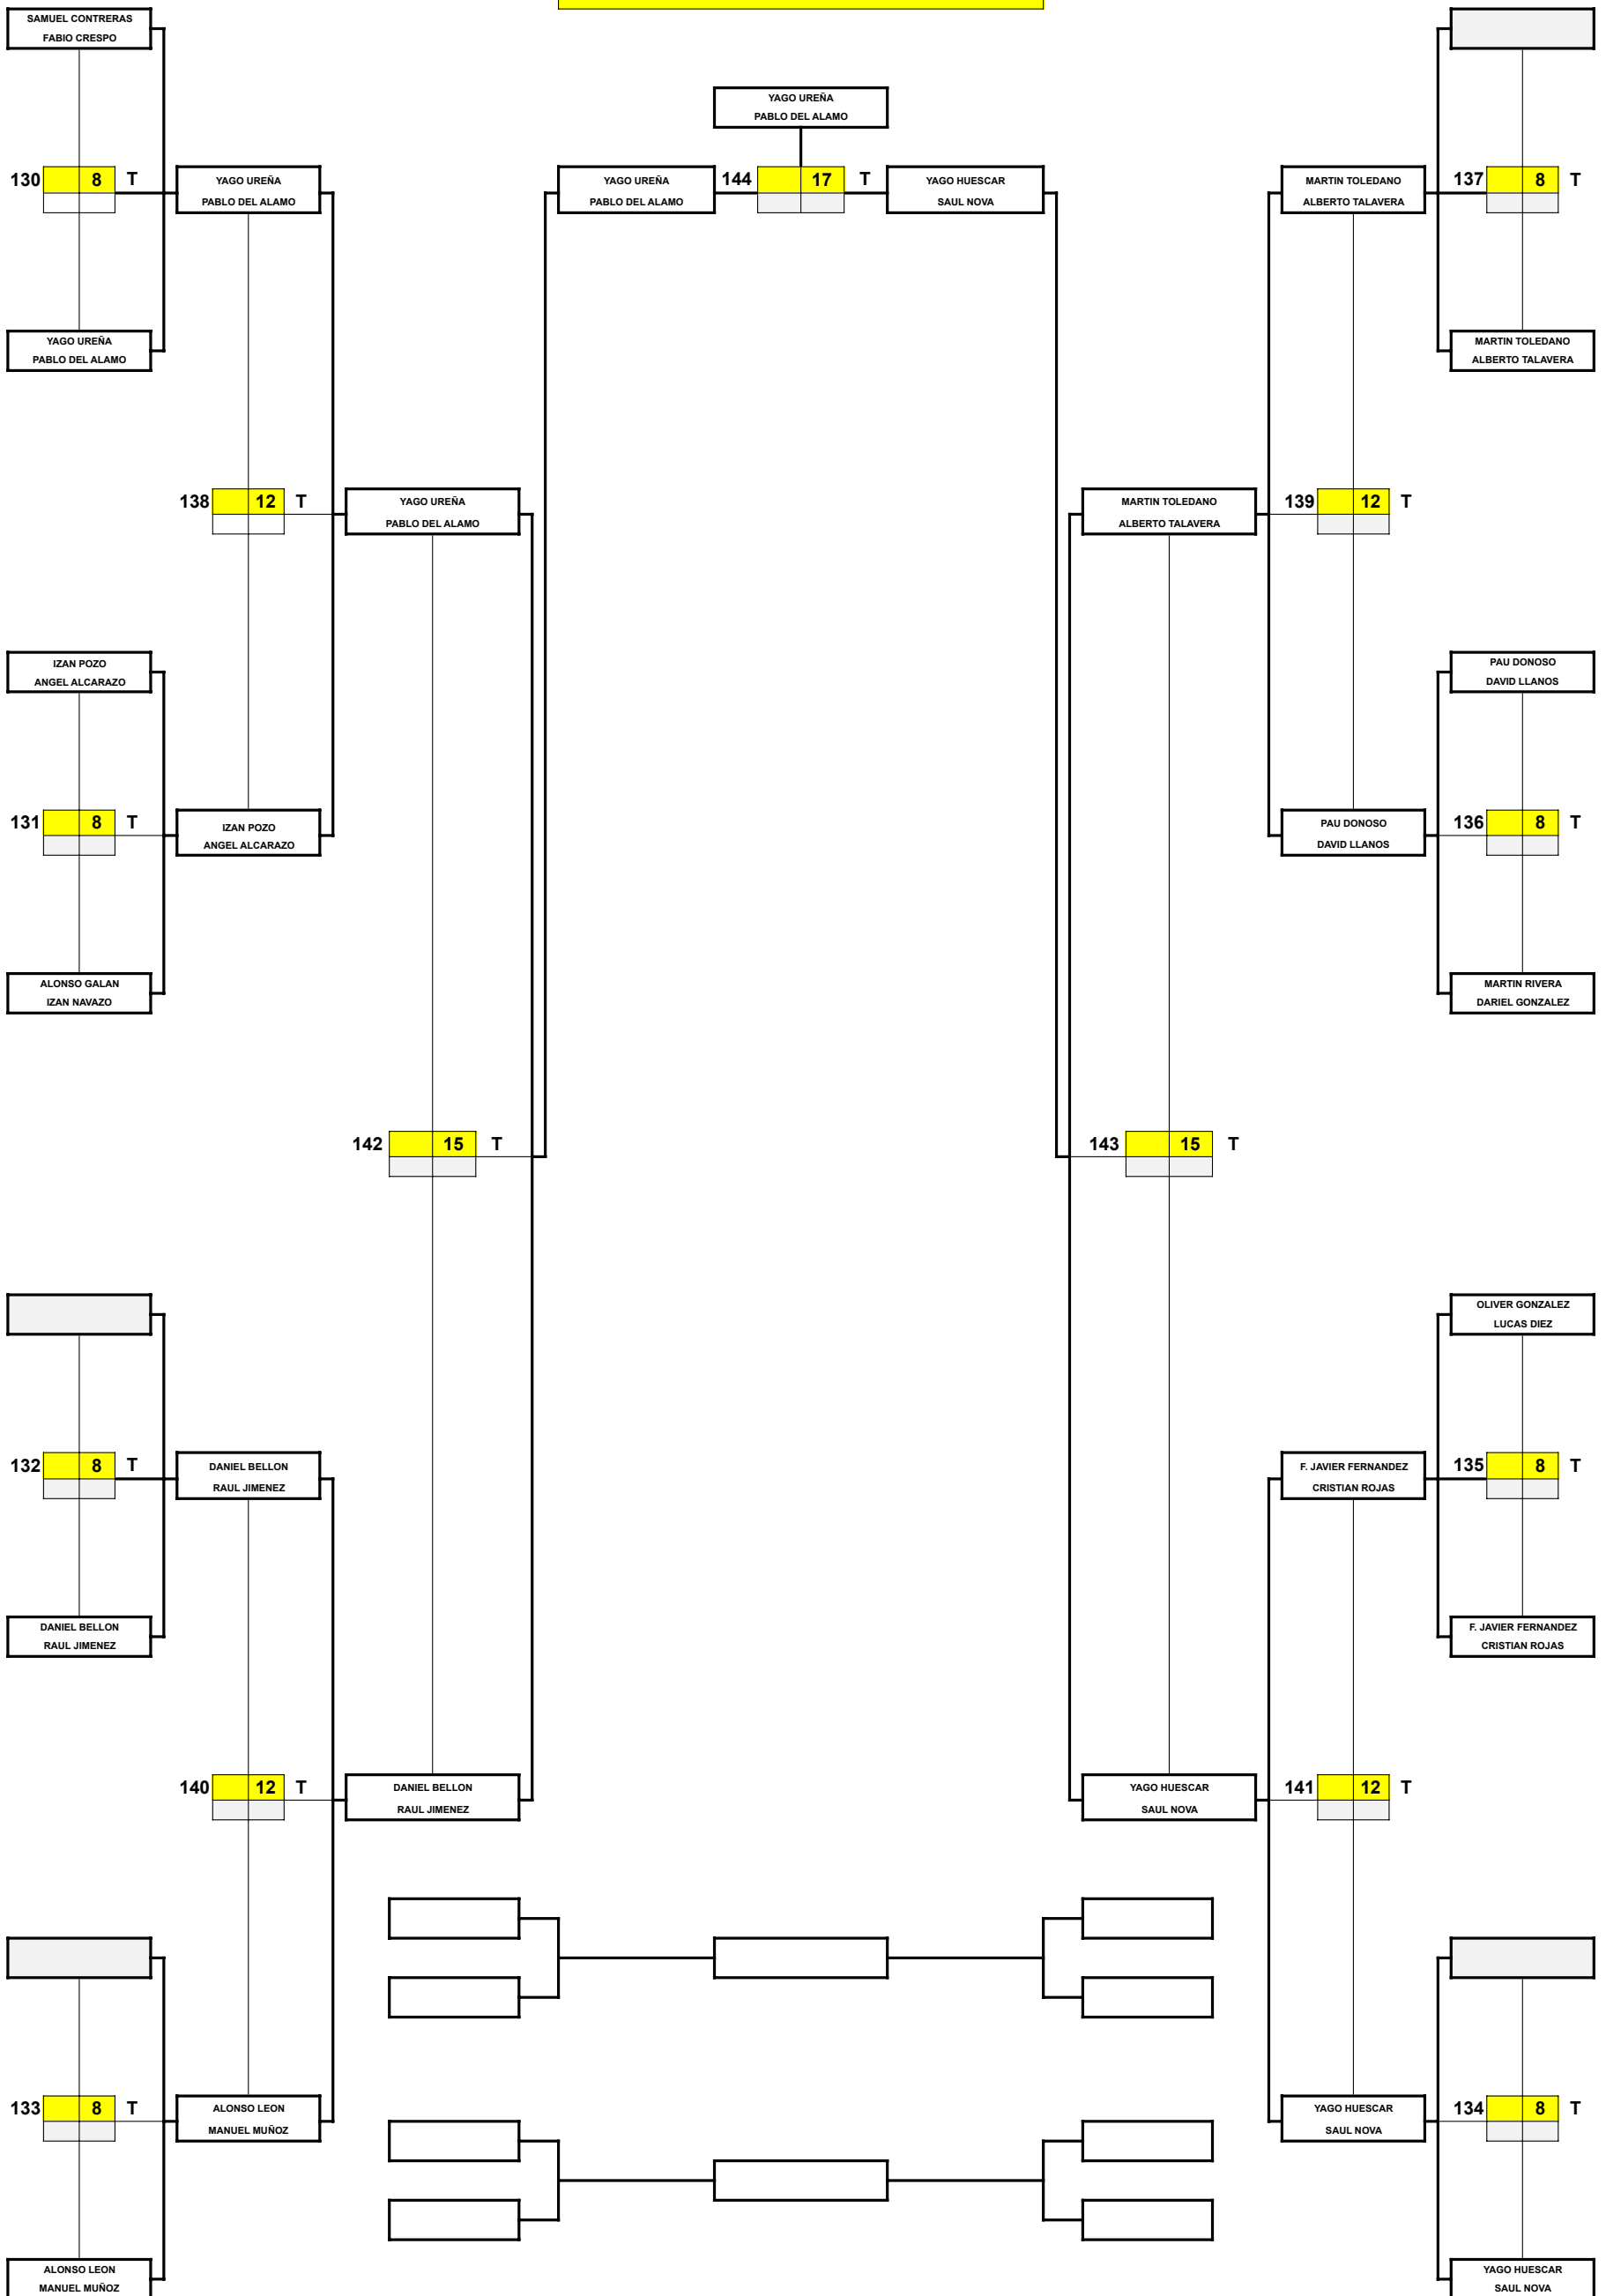 SAMUEL CONTRERAS
FABIO CRESPO
YAGO UREÑA
PABLO DEL ALAMO
130 8 T
YAGO UREÑA
PABLO DEL ALAMO
YAGO UREÑA
PABLO DEL ALAMO
144 17 T
YAGO HUESCAR
SAUL NOVA
MARTIN TOLEDANO
ALBERTO TALAVERA
137 8 T
YAGO UREÑA
PABLO DEL ALAMO
MARTIN TOLEDANO
ALBERTO TALAVERA
138 12 T
YAGO UREÑA
PABLO DEL ALAMO
MARTIN TOLEDANO
ALBERTO TALAVERA
139 12 T
IZAN POZO
ANGEL ALCARAZO
PAU DONOSO
DAVID LLANOS
131 8 T
IZAN POZO
ANGEL ALCARAZO
PAU DONOSO
DAVID LLANOS
136 8 T
ALONSO GALAN
IZAN NAVAZO
MARTIN RIVERA
DARIEL GONZALEZ
142 15 T
143 15 T
OLIVER GONZALEZ
LUCAS DIEZ
132 8 T
DANIEL BELLON
RAUL JIMENEZ
F. JAVIER FERNANDEZ
CRISTIAN ROJAS
135 8 T
DANIEL BELLON
RAUL JIMENEZ
F. JAVIER FERNANDEZ
CRISTIAN ROJAS
140 12 T
DANIEL BELLON
RAUL JIMENEZ
YAGO HUESCAR
SAUL NOVA
141 12 T
133 8 T
ALONSO LEON
MANUEL MUÑOZ
YAGO HUESCAR
SAUL NOVA
134 8 T
ALONSO LEON
MANUEL MUÑOZ
YAGO HUESCAR
SAUL NOVA